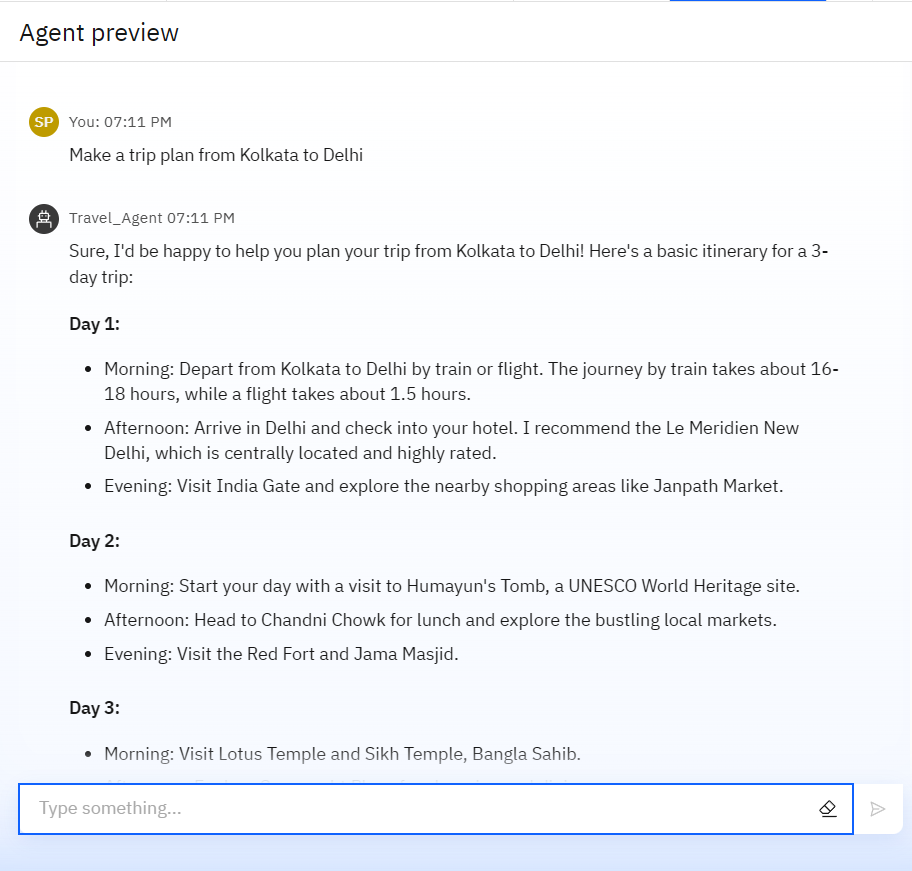 Agent preview
SP
You: 07:11 PM
Make a trip plan from Kolkata to Delhi
Travel_Agent 07:11 PM
Sure, I'd be happy to help you plan your trip from Kolkata to Delhi! Here's a basic itinerary for a 3-
day trip:
Day 1:
Morning: Depart from Kolkata to Delhi by train or flight. The journey by train takes about 16-
18 hours, while a flight takes about 1.5 hours.
Afternoon: Arrive in Delhi and check into your hotel. I recommend the Le Meridien New
Delhi, which is centrally located and highly rated.
Evening: Visit India Gate and explore the nearby shopping areas like Janpath Market.
Day 2:
Morning: Start your day with a visit to Humayun's Tomb, a UNESCO World Heritage site.
Afternoon: Head to Chandni Chowk for lunch and explore the bustling local markets.
Evening: Visit the Red Fort and Jama Masjid.
Day 3:
Morning: Visit Lotus Temple and Sikh Temple, Bangla Sahib.
Type something...